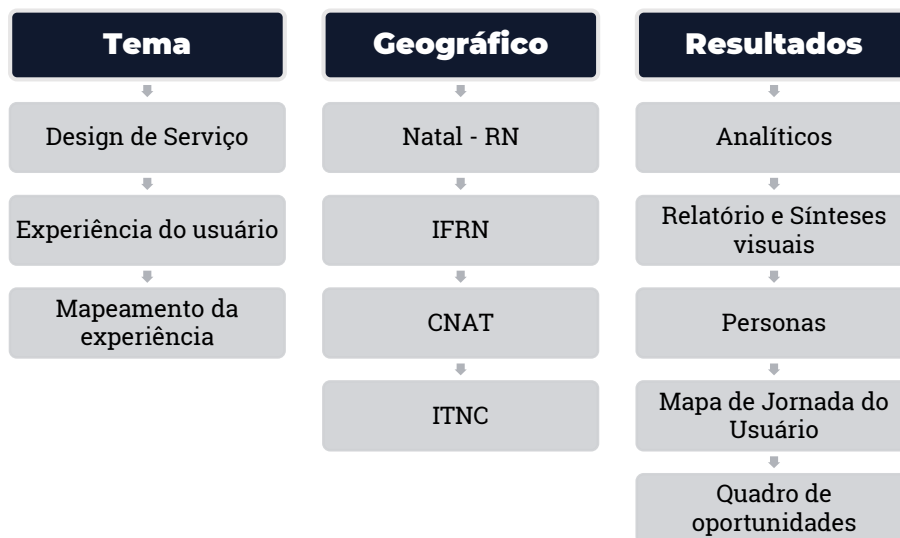 Tema
Design de Serviço
Experiência do usuário
Mapeamento da
experiência
Geográfico
Natal - RN
IFRN
CNAT
ITNC
Resultados
Analíticos
Relatório e Sínteses
visuais
Personas
Mapa de Jornada do
Usuário
Quadro de
oportunidades